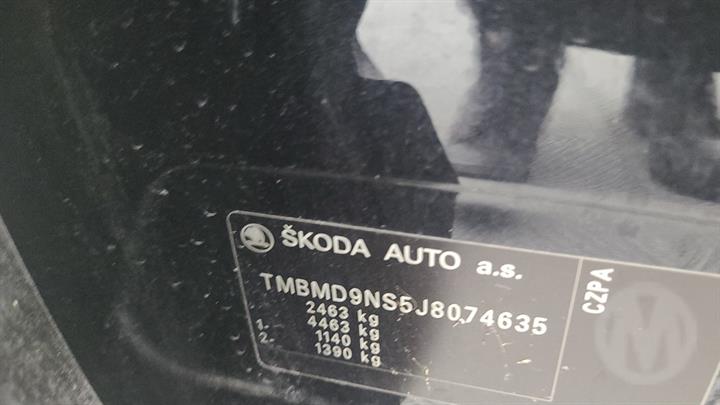 ŠKODA AUTO a.s.
TMBMD9NS5J8074635
2463 kg
1. 4463 kg
2- 1140 kg
1390 kg
CZPA
M